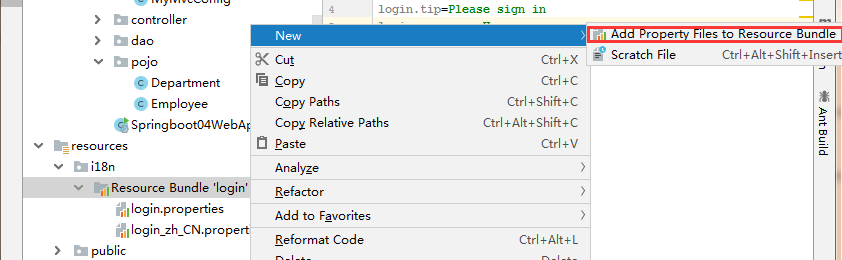 MyMvcConfig
controller
dao
pojo
Department
Employee
Springboot04WebAp
resources
i18n
Resource Bundle 'login'
login.properties
login_zh_CN.propert
public
4
login.tip=Please sign in
New
Cut Ctrl+X
Copy Ctrl+C
Copy Paths Ctrl+Shift+C
Copy Relative Paths Ctrl+Alt+Shift+C
Paste Ctrl+V
Analyze
Refactor
Add to Favorites
Reformat Code Ctrl+Alt+L
Delete Delete
Add Property Files to Resource Bundle
Scratch File Ctrl+Alt+Shift+Insert
Ant Build